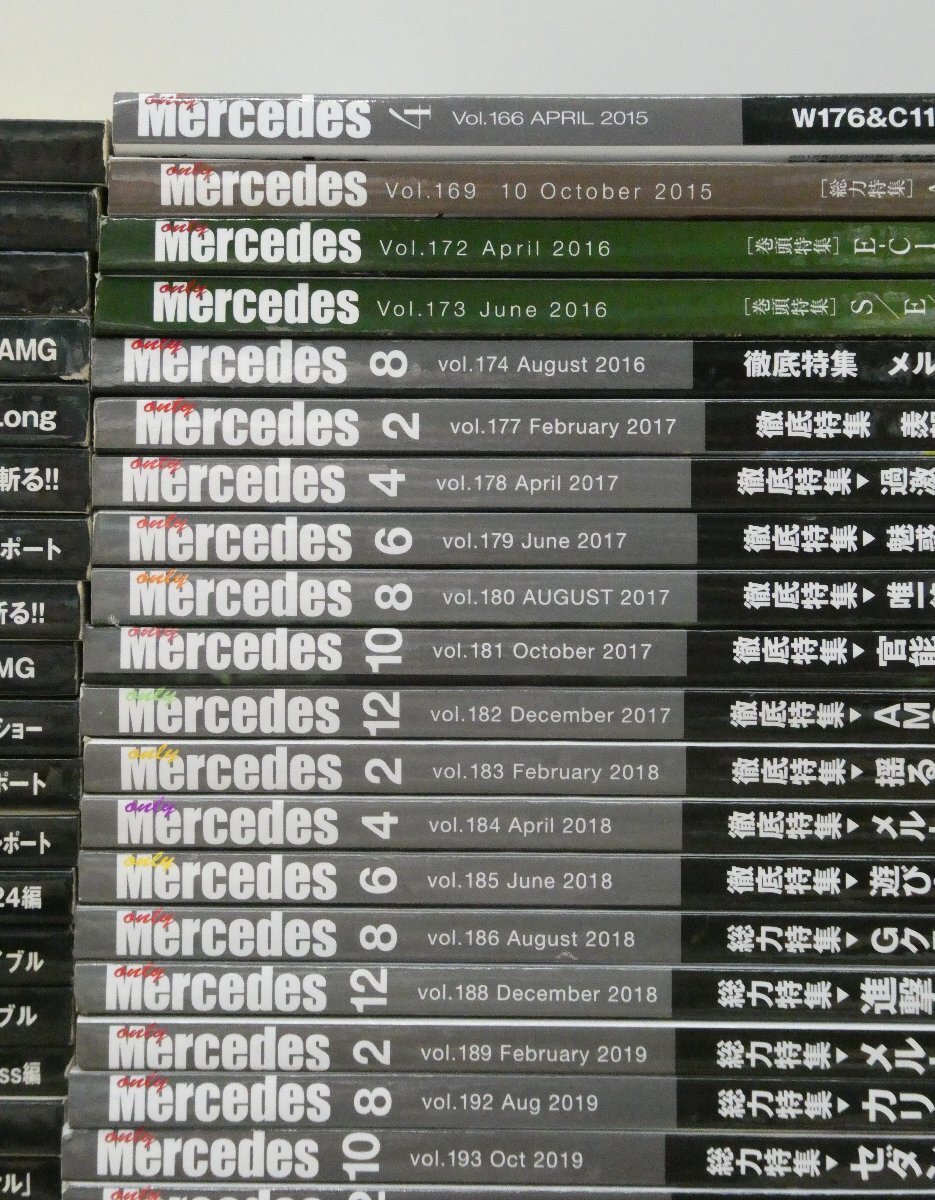 only Mercedes 4 Vol.166 APRIL 2015 W176&C11
only Mercedes Vol.169 10 October 2015 [総力特集]
only Mercedes Vol.172 April 2016 [巻頭特集] E・C・
only Mercedes Vol.173 June 2016 [巻頭特集] S/E/
only Mercedes 8 vol.174 August 2016 徹底特集 メル
only Mercedes 2 vol.177 February 2017 徹底特集
only Mercedes 4 vol.178 April 2017 徹底特集▶過激
only Mercedes 6 vol.179 June 2017 徹底特集▶魅惑
only Mercedes 8 vol.180 AUGUST 2017 徹底特集▶唯一
only Mercedes 10 vol.181 October 2017 徹底特集▶官能
only Mercedes 12 vol.182 December 2017 徹底特集▶AMG
only Mercedes 2 vol.183 February 2018 徹底特集▶揺る
only Mercedes 4 vol.184 April 2018 徹底特集▶メル
only Mercedes 6 vol.185 June 2018 徹底特集▶遊び
only Mercedes 8 vol.186 August 2018 総力特集▶Gク
only Mercedes 12 vol.188 December 2018 総力特集▶進撃
only Mercedes 2 vol.189 February 2019 総力特集▶メル
only Mercedes 8 vol.192 Aug 2019 総力特集▶カリ
only Mercedes 10 vol.193 Oct 2019 総力特集▶セダン
only
AMG
Long
斬る!!
ポート
斬る!!
MG
ショー
ポート
ポート
24編
イブル
ブル
ss編
ル」